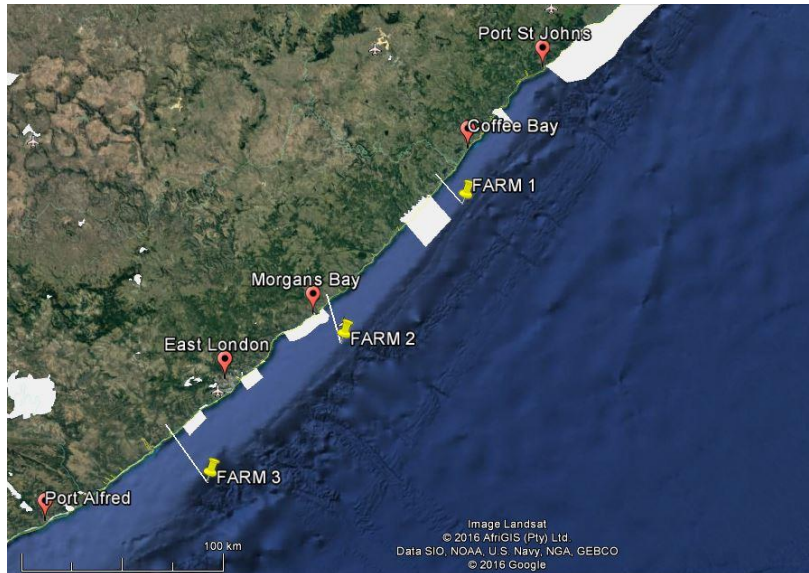 Port St Johns
Coffee Bay
FARM 1
Morgans Bay
FARM 2
East London
FARM 3
Port Alfred
100 km
Image Landsat
© 2016 AfriGIS (Pty) Ltd.
Data SIO, NOAA, U.S. Navy, NGA, GEBCO
© 2016 Google